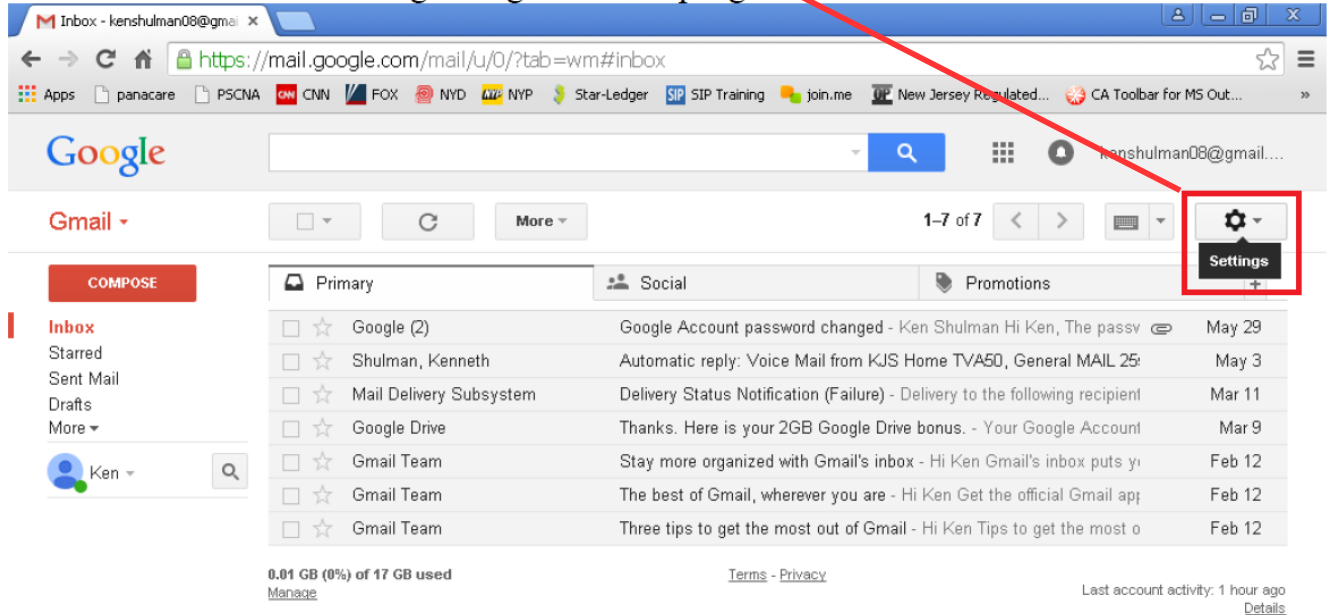 Inbox - kenshulman08@gmai
https://mail.google.com/mail/u/0/?tab=wm#inbox
Apps panacare PSCNA CNN CNN FOX NYD NYP Star-Ledger SIP SIP Training join.me New Jersey Regulated... CA Toolbar for MS Out... »
Google kenshulman08@gmail....
Gmail More 1–7 of 7
Settings
COMPOSE Primary Social Promotions +
Inbox Google (2) Google Account password changed - Ken Shulman Hi Ken, The passv May 29
Starred Shulman, Kenneth Automatic reply: Voice Mail from KJS Home TVA50, General MAIL 25 May 3
Sent Mail Mail Delivery Subsystem Delivery Status Notification (Failure) - Delivery to the following recipient Mar 11
Drafts
More Google Drive Thanks. Here is your 2GB Google Drive bonus. - Your Google Account Mar 9
Ken Gmail Team Stay more organized with Gmail's inbox - Hi Ken Gmail's inbox puts Feb 12
Gmail Team The best of Gmail, wherever you are - Hi Ken Get the official Gmail Feb 12
Gmail Team Three tips to get the most out of Gmail - Hi Ken Tips to get the most o Feb 12
0.01 GB (0%) of 17 GB used Terms - Privacy
Manage Last account activity: 1 hour ago
Details